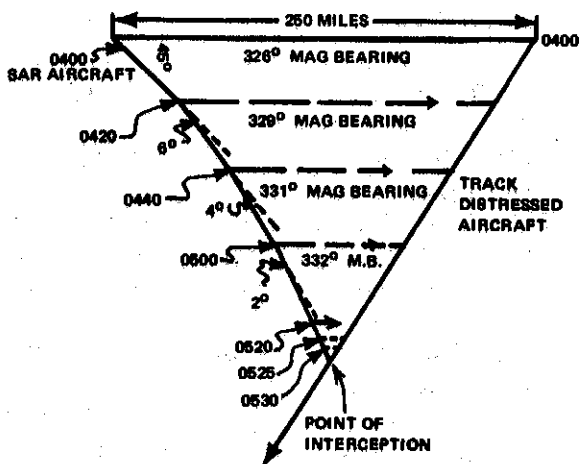 250 MILES
0400
0400
SAR AIRCRAFT
45°
326° MAG BEARING
0420
329° MAG BEARING
6°
0440
331° MAG BEARING
TRACK
DISTRESSED
AIRCRAFT
4°
0500
332° M.B.
2°
0520
0525
0530
POINT OF
INTERCEPTION